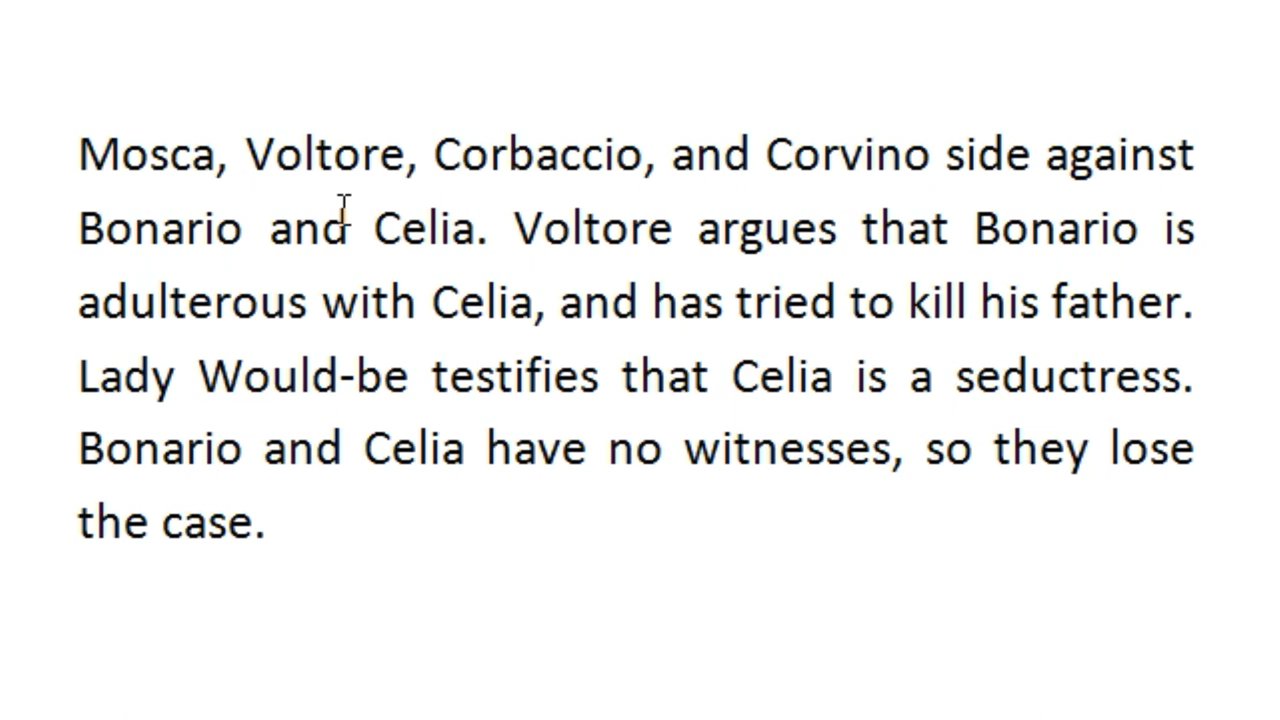 Mosca, Voltore, Corbaccio, and Corvino side against
Bonario and Celia. Voltore argues that Bonario is
adulterous with Celia, and has tried to kill his father.
Lady Would-be testifies that Celia is a seductress.
Bonario and Celia have no witnesses, so they lose
the case.